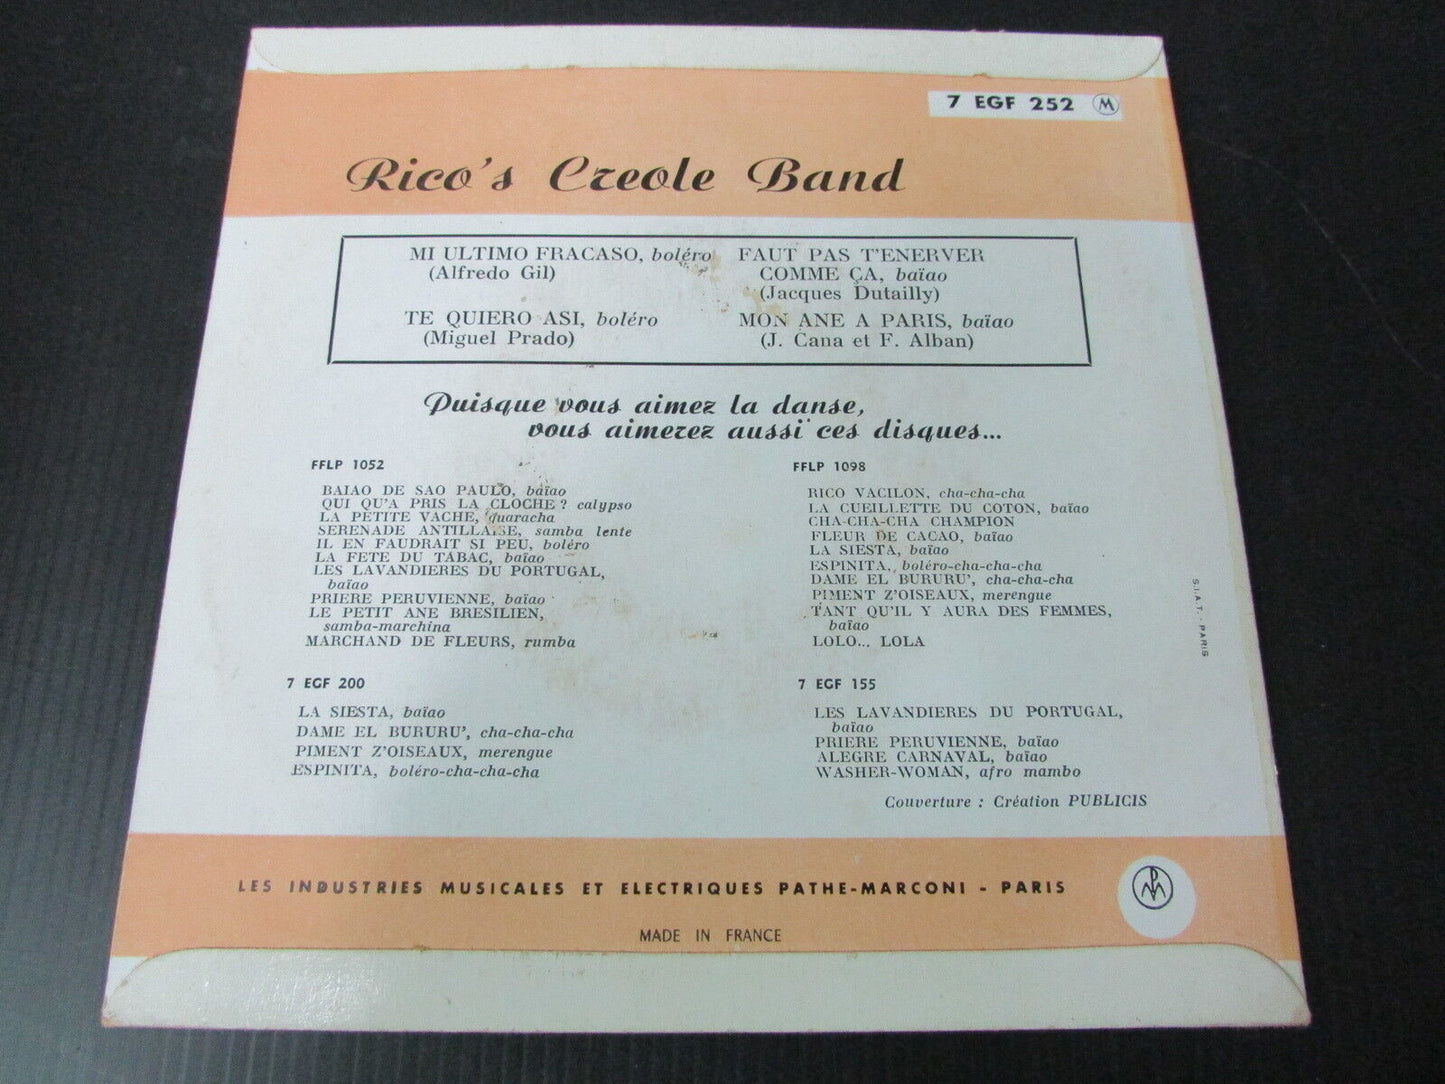 7 EGF 252 M
Rico's Creole Band
MI ULTIMO FRACASO, boléro
(Alfredo Gil)
TE QUIERO ASI, boléro
(Miguel Prado)
FAUT PAS T'ENERVER
COMME ÇA, baïao
(Jacques Dutailly)
MON ANE A PARIS, baïao
(J. Cana et F. Alban)
Puisque vous aimez la danse,
vous aimerez aussi ces disques...
FFLP 1052
BAIAO DE SAO PAULO, baïao
QUI QU'A PRIS LA CLOCHE ? calypso
LA PETITE VACHE, guaracha
SERENADE ANTILLAISE, samba lente
IL EN FAUDRAIT SI PEU, boléro
LA FETE DU TABAC, baïao
LES LAVANDIERES DU PORTUGAL,
baïao
PRIERE PERUVIENNE, baïao
LE PETIT ANE BRESILIEN,
samba-marchina
MARCHAND DE FLEURS, rumba
FFLP 1098
RICO VACILON, cha-cha-cha
LA CUEILLETTE DU COTON, baïao
CHA-CHA-CHA CHAMPION
FLEUR DE CACAO, baïao
LA SIESTA, baïao
ESPINITA, boléro-cha-cha-cha
DAME EL BURURU', cha-cha-cha
PIMENT Z'OISEAUX, merengue
TANT QU'IL Y AURA DES FEMMES,
baïao
LOLO... LOLA
7 EGF 200
LA SIESTA, baïao
DAME EL BURURU', cha-cha-cha
PIMENT Z'OISEAUX, merengue
ESPINITA, boléro-cha-cha-cha
7 EGF 155
LES LAVANDIERES DU PORTUGAL,
baïao
PRIERE PERUVIENNE, baïao
ALEGRE CARNAVAL, baïao
WASHER-WOMAN, afro mambo
Couverture : Création PUBLICIS
S.I.A.T. - PARIS
LES INDUSTRIES MUSICALES ET ELECTRIQUES PATHE-MARCONI - PARIS
MADE IN FRANCE